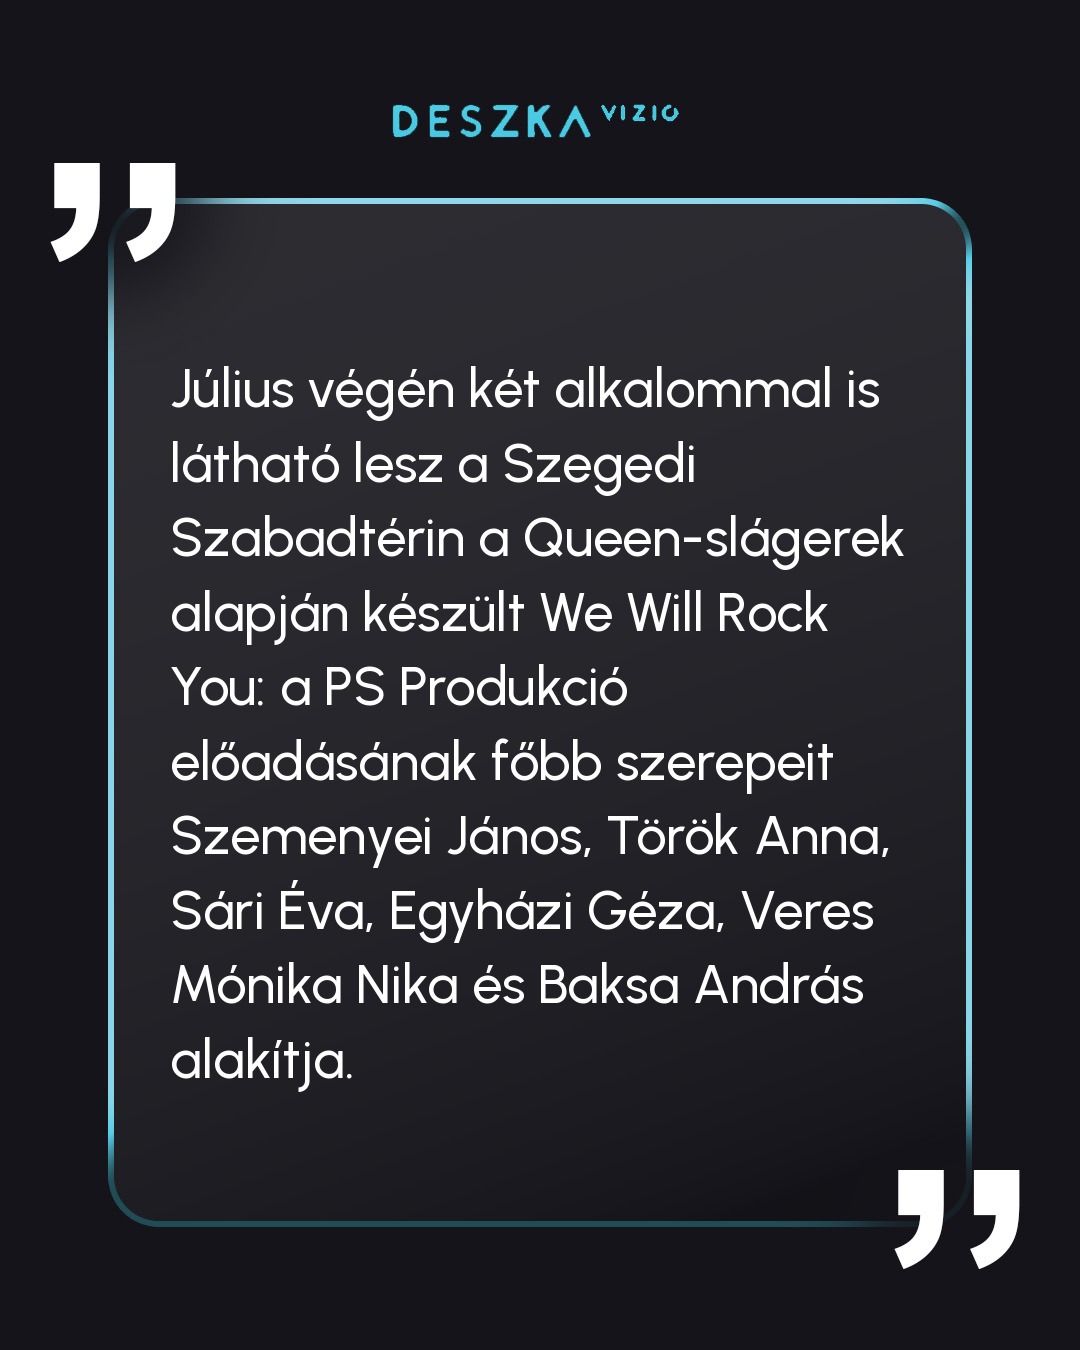 DESZKA VIZIO
Július végén két alkalommal is
látható lesz a Szegedi
Szabadtérin a Queen-slágerek
alapján készült We Will Rock
You: a PS Produkció
előadásának főbb szerepeit
Szemenyei János, Török Anna,
Sári Éva, Egyházi Géza, Veres
Mónika Nika és Baksa András
alakítja.